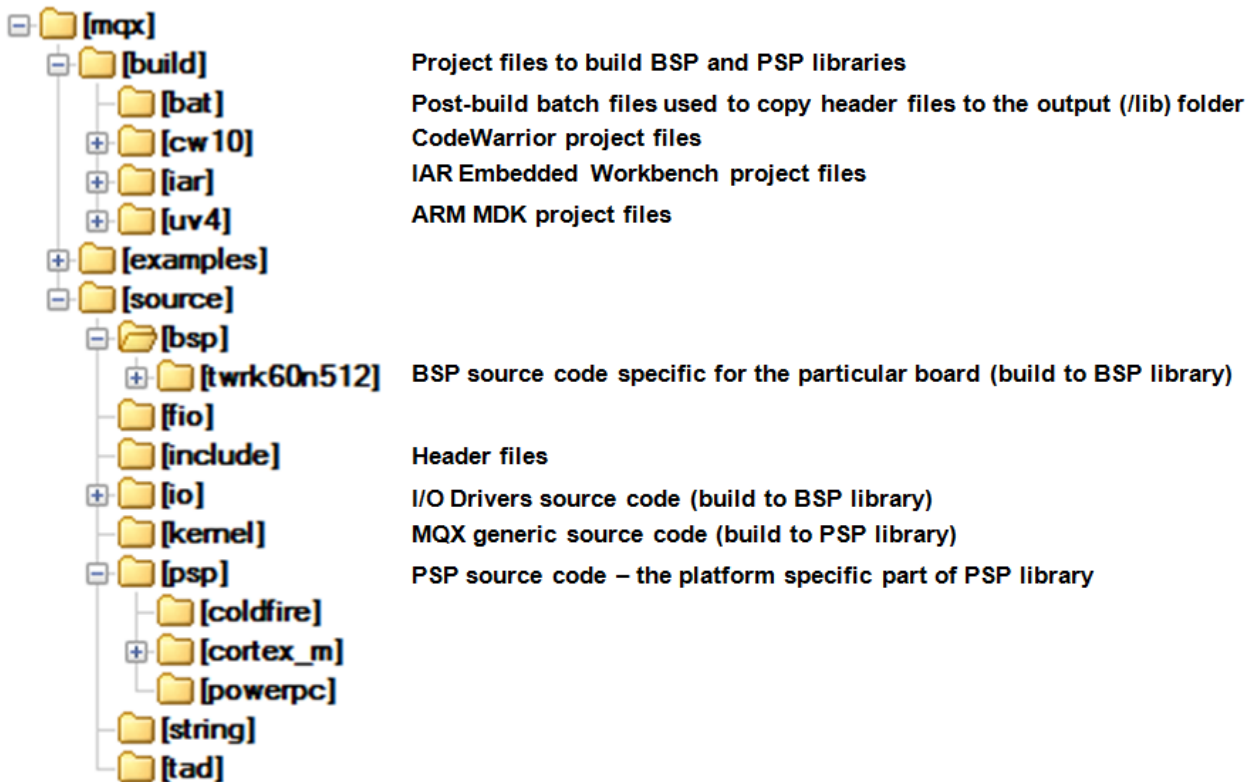 [mqx]
[build] Project files to build BSP and PSP libraries
[bat] Post-build batch files used to copy header files to the output (/lib) folder
[cw10] CodeWarrior project files
[iar] IAR Embedded Workbench project files
[uv4] ARM MDK project files
[examples]
[source]
[bsp]
[twrk60n512] BSP source code specific for the particular board (build to BSP library)
[fio]
[include] Header files
[io] I/O Drivers source code (build to BSP library)
[kernel] MQX generic source code (build to PSP library)
[psp] PSP source code – the platform specific part of PSP library
[coldfire]
[cortex_m]
[powerpc]
[string]
[tad]